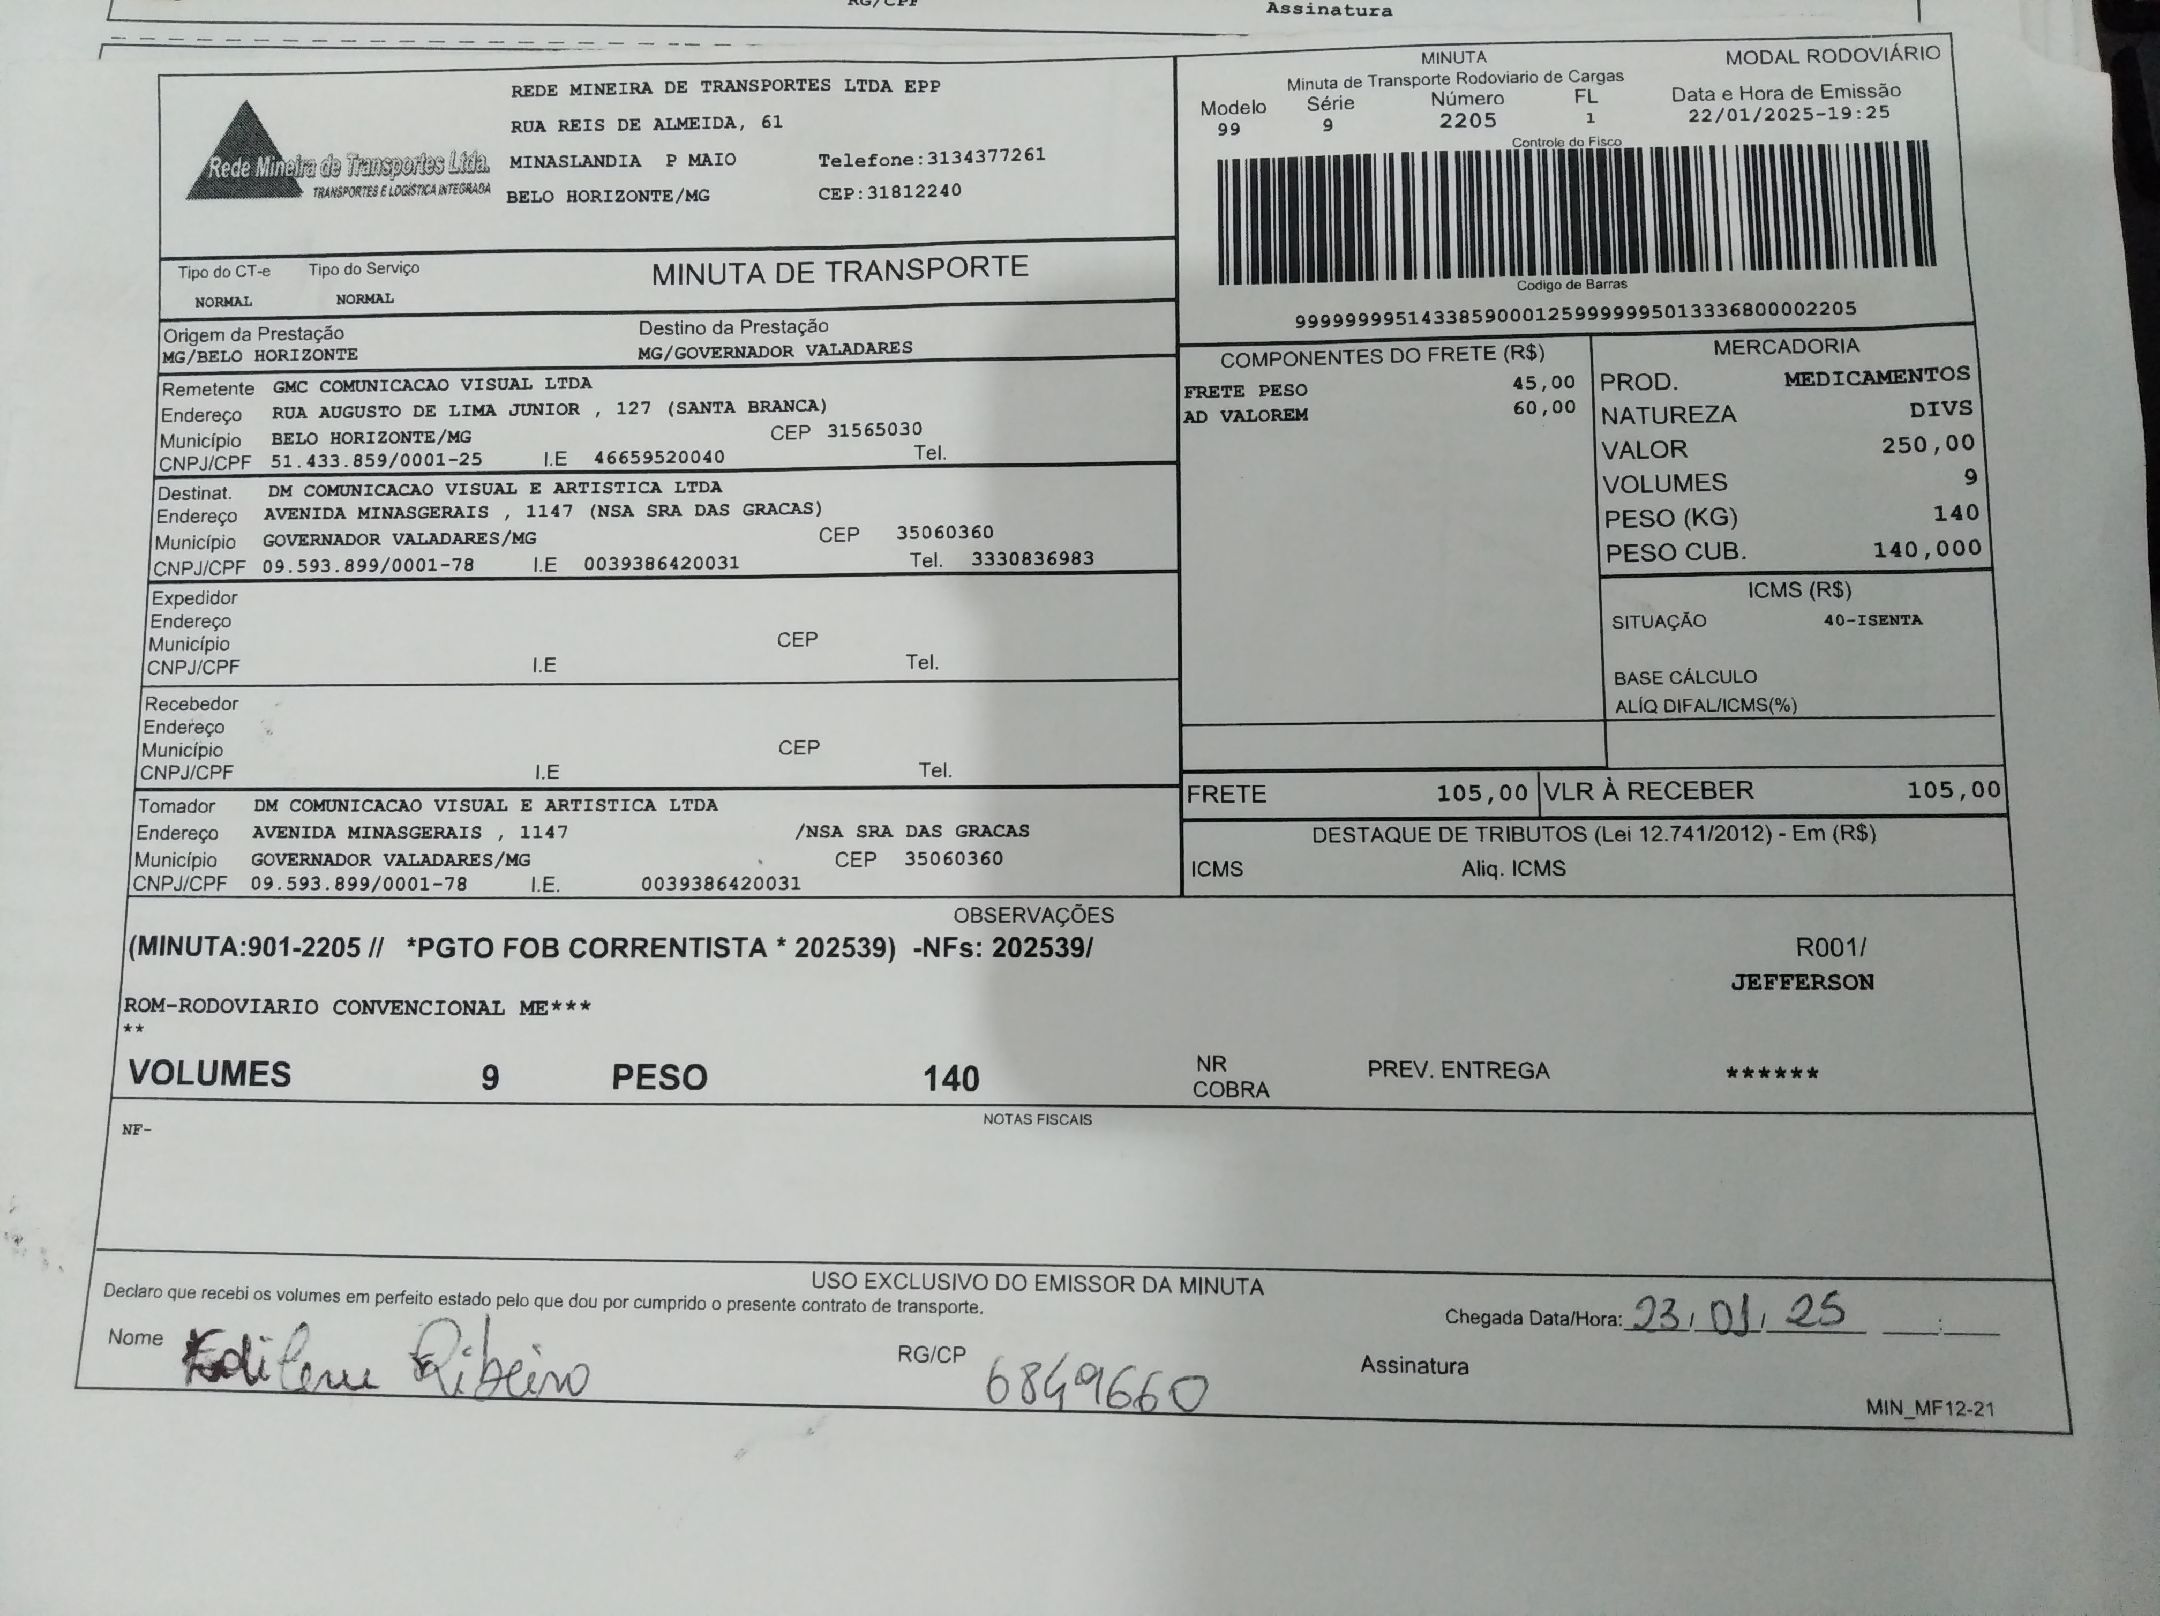 Assinatura
REDE MINEIRA DE TRANSPORTES LTDA EPP
RUA REIS DE ALMEIDA, 61
MINASLANDIA P MAIO Telefone:3134377261
BELO HORIZONTE/MG CEP:31812240
Rede Mineira de Transportes Ltda.
TRANSPORTES E LOGÍSTICA INTEGRADA
MINUTA MODAL RODOVIÁRIO
Minuta de Transporte Rodoviario de Cargas
Modelo Série Número FL Data e Hora de Emissão
99 9 2205 1 22/01/2025-19:25
Controle do Fisco
Codigo de Barras
999999995143385900012599999995013336800002205
Tipo do CT-e Tipo do Serviço MINUTA DE TRANSPORTE
NORMAL NORMAL
Origem da Prestação Destino da Prestação
MG/BELO HORIZONTE MG/GOVERNADOR VALADARES
Remetente GMC COMUNICACAO VISUAL LTDA
Endereço RUA AUGUSTO DE LIMA JUNIOR , 127 (SANTA BRANCA)
Município BELO HORIZONTE/MG CEP 31565030
CNPJ/CPF 51.433.859/0001-25 I.E 46659520040 Tel.
Destinat. DM COMUNICACAO VISUAL E ARTISTICA LTDA
Endereço AVENIDA MINASGERAIS , 1147 (NSA SRA DAS GRACAS)
Município GOVERNADOR VALADARES/MG CEP 35060360
CNPJ/CPF 09.593.899/0001-78 I.E 0039386420031 Tel. 3330836983
Expedidor
Endereço
Município CEP
CNPJ/CPF I.E Tel.
Recebedor
Endereço
Município CEP
CNPJ/CPF I.E Tel.
Tomador DM COMUNICACAO VISUAL E ARTISTICA LTDA
Endereço AVENIDA MINASGERAIS , 1147 /NSA SRA DAS GRACAS
Município GOVERNADOR VALADARES/MG CEP 35060360
CNPJ/CPF 09.593.899/0001-78 I.E. 0039386420031
COMPONENTES DO FRETE (R$)
FRETE PESO 45,00
AD VALOREM 60,00
MERCADORIA
PROD. MEDICAMENTOS
NATUREZA DIVS
VALOR 250,00
VOLUMES 9
PESO (KG) 140
PESO CUB. 140,000
ICMS (R$)
SITUAÇÃO 40-ISENTA
BASE CÁLCULO
ALÍQ DIFAL/ICMS(%)
FRETE 105,00 VLR À RECEBER 105,00
DESTAQUE DE TRIBUTOS (Lei 12.741/2012) - Em (R$)
ICMS Aliq. ICMS
OBSERVAÇÕES
(MINUTA:901-2205 // *PGTO FOB CORRENTISTA * 202539) -NFs: 202539/ R001/
JEFFERSON
ROM-RODOVIARIO CONVENCIONAL ME***
**
VOLUMES 9 PESO 140 NR COBRA PREV. ENTREGA ******
NOTAS FISCAIS
NF-
USO EXCLUSIVO DO EMISSOR DA MINUTA
Declaro que recebi os volumes em perfeito estado pelo que dou por cumprido o presente contrato de transporte.
Chegada Data/Hora: 23/01/25 __:__
Nome Edilene Ribeiro RG/CP 6849660 Assinatura
MIN_MF12-21